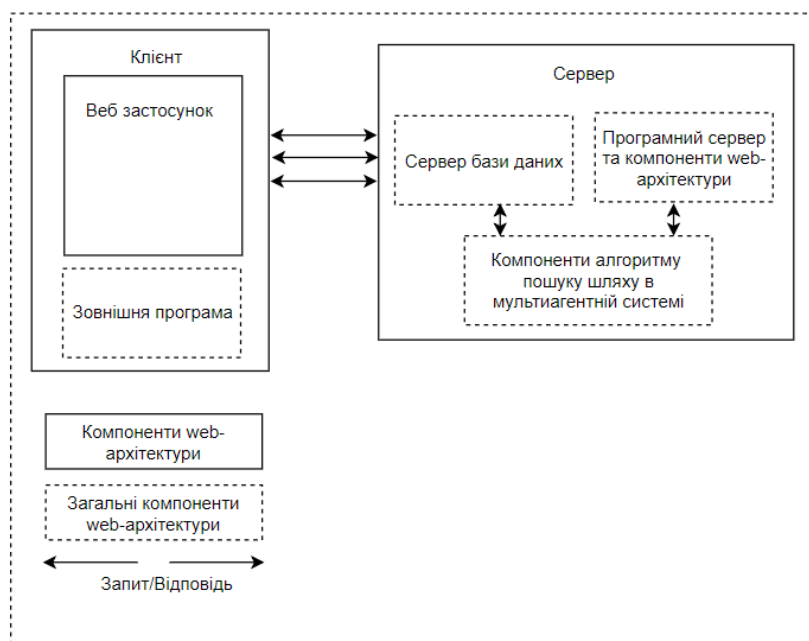 Клієнт
Веб застосунок
Зовнішня програма
Сервер
Сервер бази даних
Програмний сервер
та компоненти web-
архітектури
Компоненти алгоритму
пошуку шляху в
мультиагентній системі
Компоненти web-
архітектури
Загальні компоненти
web-архітектури
Запит/Відповідь